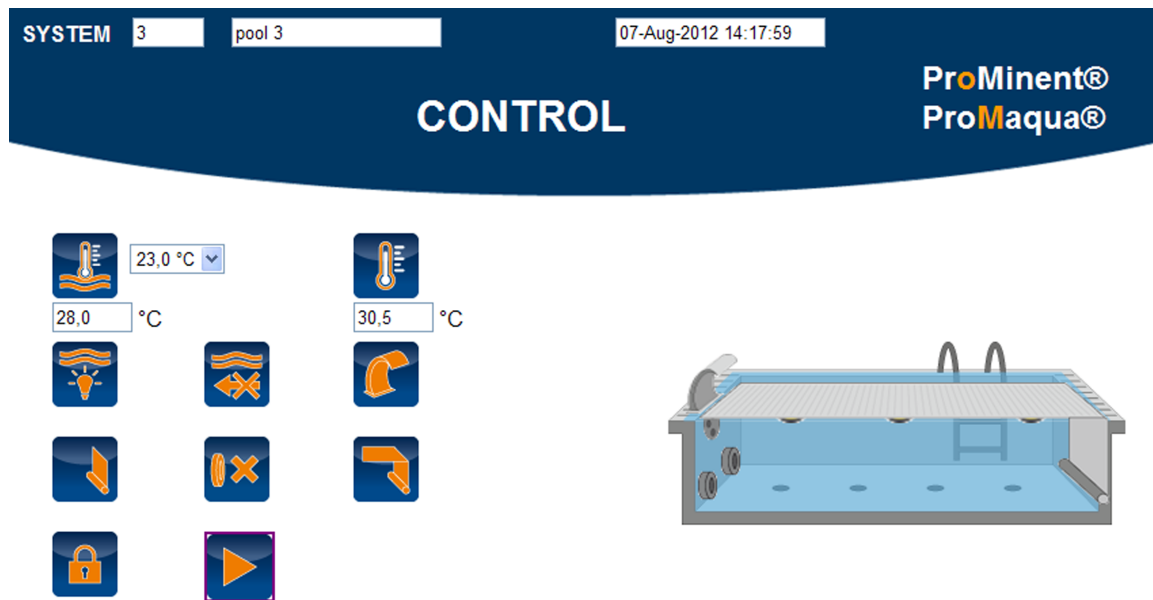 SYSTEM 3 pool 3 07-Aug-2012 14:17:59
ProMinent®
CONTROL
ProMaqua®
23,0 °C
28,0 °C 30,5 °C